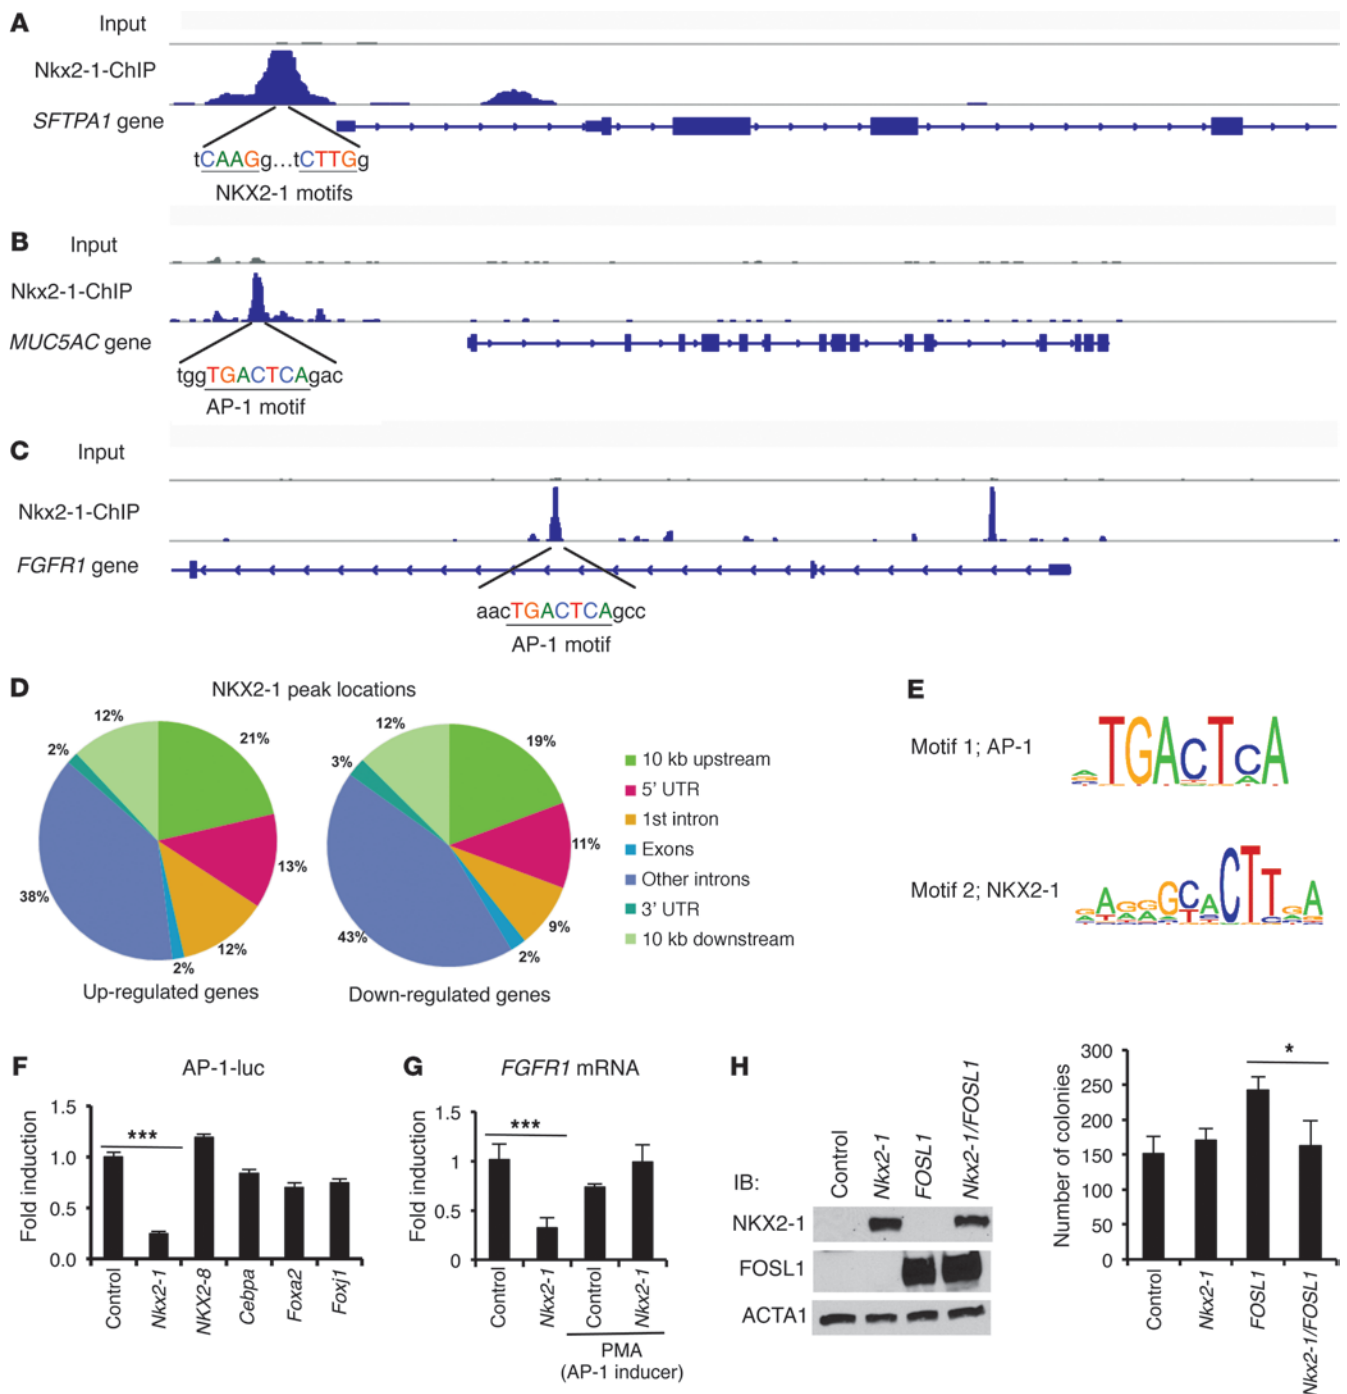 A
Input
Nkx2-1-ChIP
SFTPA1 gene
tCAAGg...tCTTGg
NKX2-1 motifs
B
Input
Nkx2-1-ChIP
MUC5AC gene
tggTGACTCAgac
AP-1 motif
C
Input
Nkx2-1-ChIP
FGFR1 gene
aacTGACTCAgcc
AP-1 motif
D
NKX2-1 peak locations
12%
21%
2%
13%
38%
12%
2%
Up-regulated genes
12%
19%
3%
11%
43%
9%
2%
Down-regulated genes
10 kb upstream
5' UTR
1st intron
Exons
Other introns
3' UTR
10 kb downstream
E
Motif 1; AP-1
TGACTCA
Motif 2; NKX2-1
AGGGCACTTGA
F
AP-1-luc
Fold induction
1.5
1.0
0.5
0.0
***
Control
Nkx2-1
NKX2-8
Cebpa
Foxa2
Foxj1
G
FGFR1 mRNA
Fold induction
1.5
1
0.5
0
***
Control
Nkx2-1
Control
Nkx2-1
PMA
(AP-1 inducer)
H
IB:
Control
Nkx2-1
FOSL1
Nkx2-1/FOSL1
NKX2-1
FOSL1
ACTA1
Number of colonies
300
250
200
150
100
50
0
*
Control
Nkx2-1
FOSL1
Nkx2-1/FOSL1